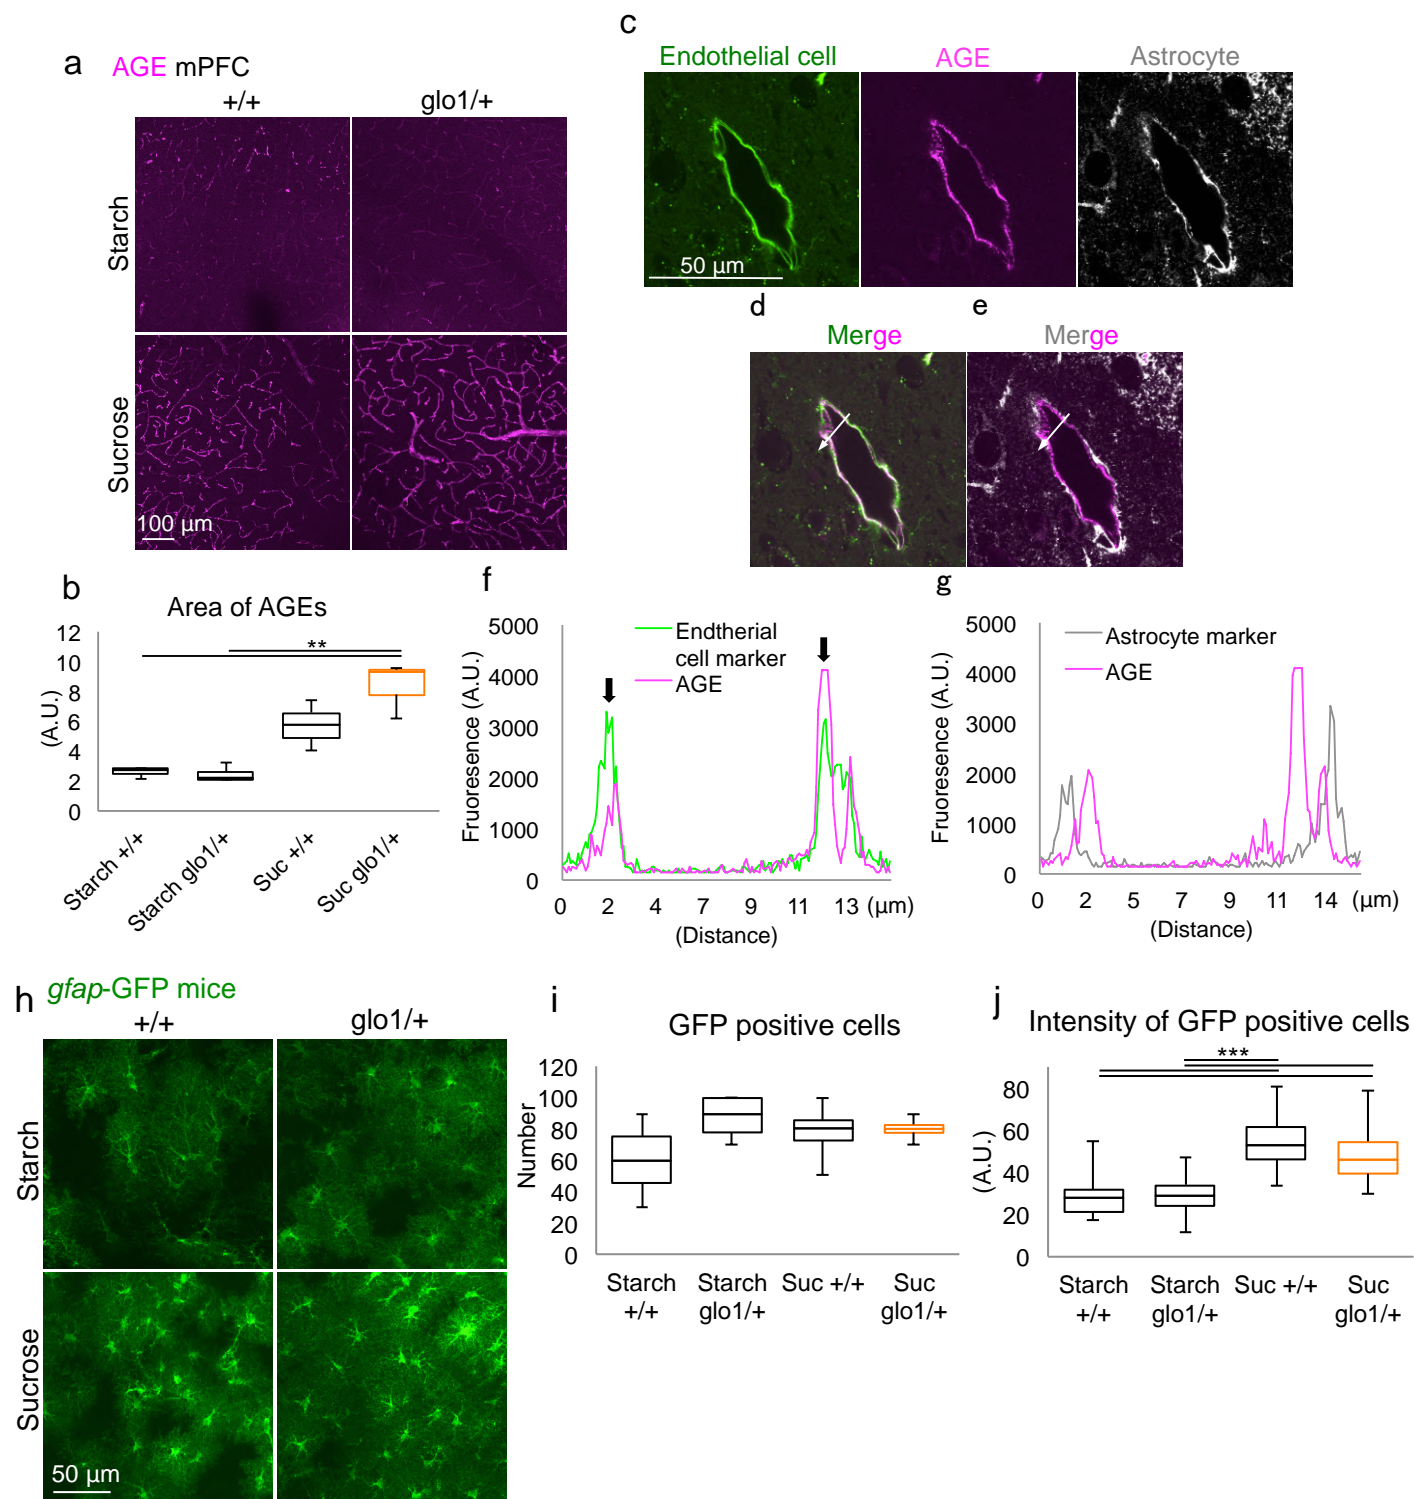 a
AGE mPFC
+/+
glo1/+
Starch
Sucrose
100 µm
b
Area of AGEs
12
10
8
6
4
2
0
(A.U.)
**
Starch +/+
Starch glo1/+
Suc +/+
Suc glo1/+
c
Endothelial cell
AGE
Astrocyte
50 µm
d
Merge
e
Merge
f
5000
4000
3000
2000
1000
0
Fruoresence (A.U.)
Endtherial
cell marker
AGE
0 2 4 7 9 11 13 (µm)
(Distance)
g
5000
4000
3000
2000
1000
0
Fruoresence (A.U.)
Astrocyte marker
AGE
0 2 5 7 9 11 14 (µm)
(Distance)
h
gfap-GFP mice
+/+
glo1/+
Starch
Sucrose
50 µm
i
GFP positive cells
120
100
80
60
40
20
0
Number
Starch
+/+
Starch
glo1/+
Suc +/+
Suc
glo1/+
j
Intensity of GFP positive cells
***
80
60
40
20
0
(A.U.)
Starch
+/+
Starch
glo1/+
Suc +/+
Suc
glo1/+